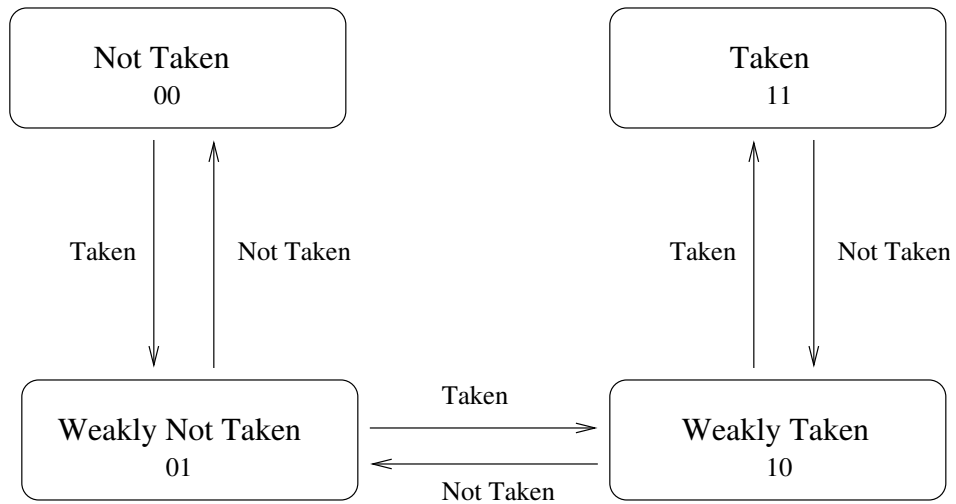 Not Taken
00
Taken
11
Taken
Not Taken
Taken
Not Taken
Weakly Not Taken
01
Taken
Not Taken
Weakly Taken
10